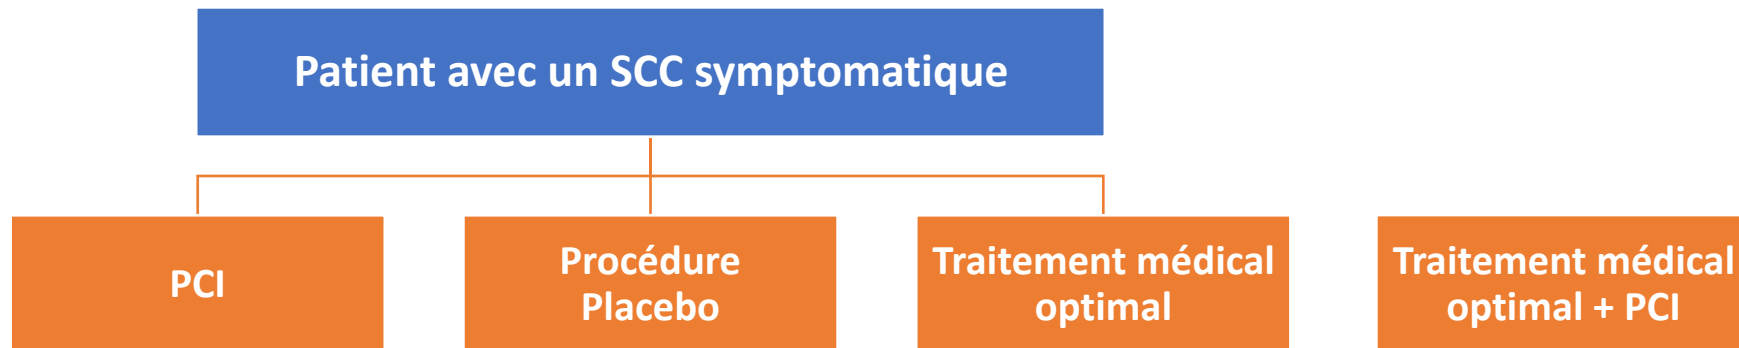 Patient avec un SCC symptomatique
PCI
Procédure
Placebo
Traitement médical
optimal
Traitement médical
optimal + PCI